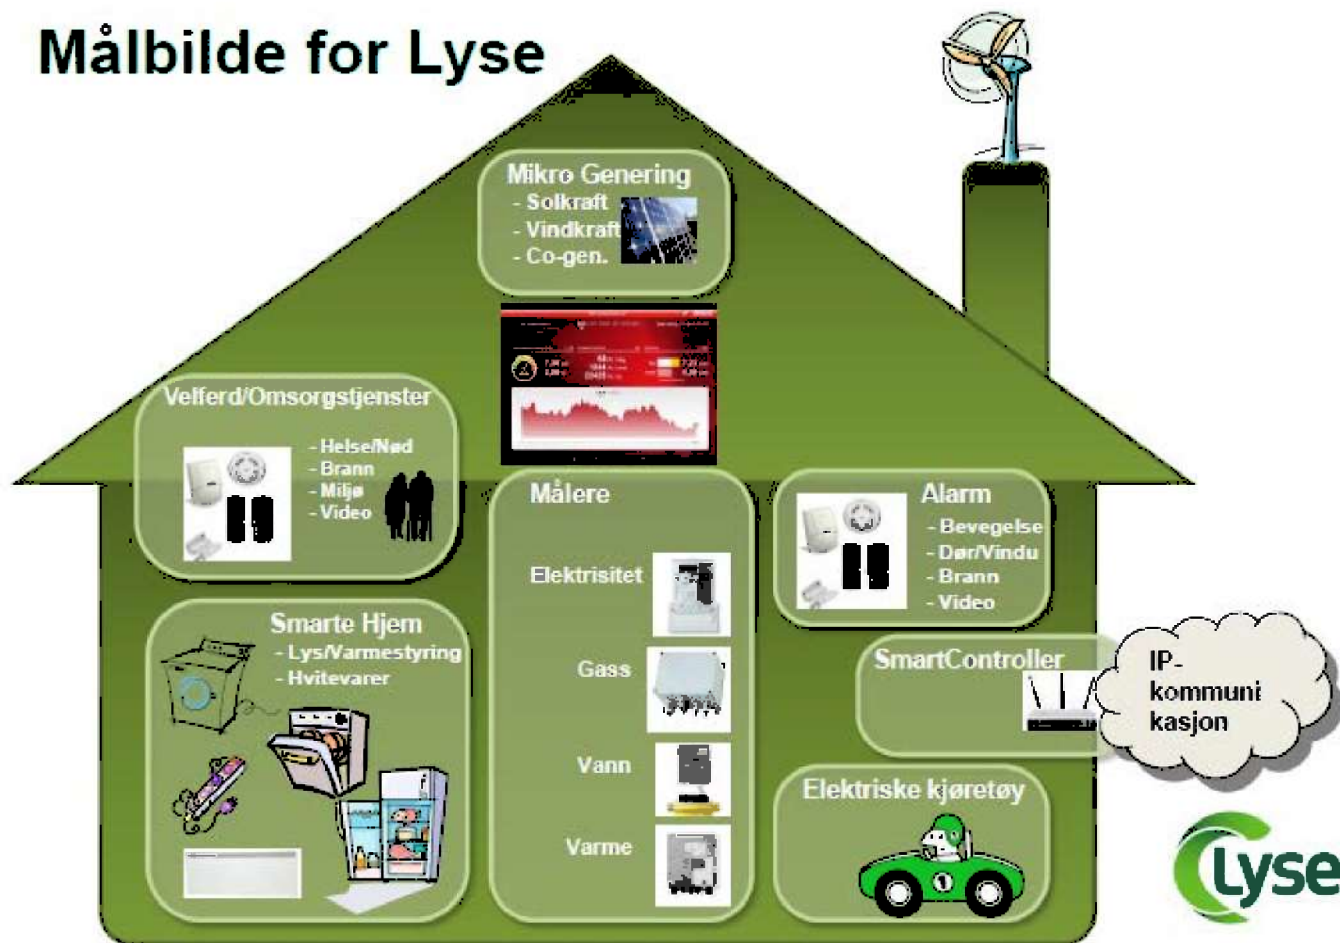 Målbilde for Lyse
Mikro Genering
- Solkraft
- Vindkraft
- Co-gen.
Velferd/Omsorgstjenster
- Helse/Nød
- Brann
- Miljø
- Video
Målere
Elektrisitet
Gass
Vann
Varme
Alarm
- Bevegelse
- Dør/Vindu
- Brann
- Video
Smarte Hjem
- Lys/Varmestyring
- Hvitevarer
SmartController
IP-
kommuni
kasjon
Elektriske kjøretøy
1
Lyse